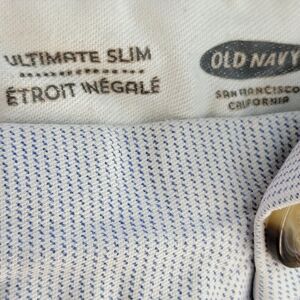 ULTIMATE SLIM
ÉTROIT INÉGALÉ
OLD NAVY
SAN FRANCISCO
CALIFORNIA